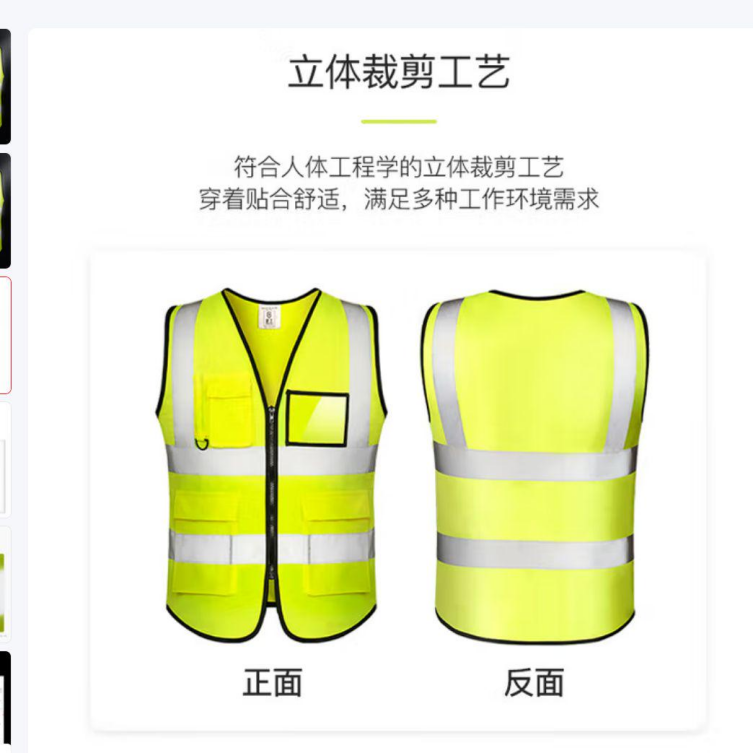 立体裁剪工艺
符合人体工程学的立体裁剪工艺
穿着贴合舒适，满足多种工作环境需求
正面
反面